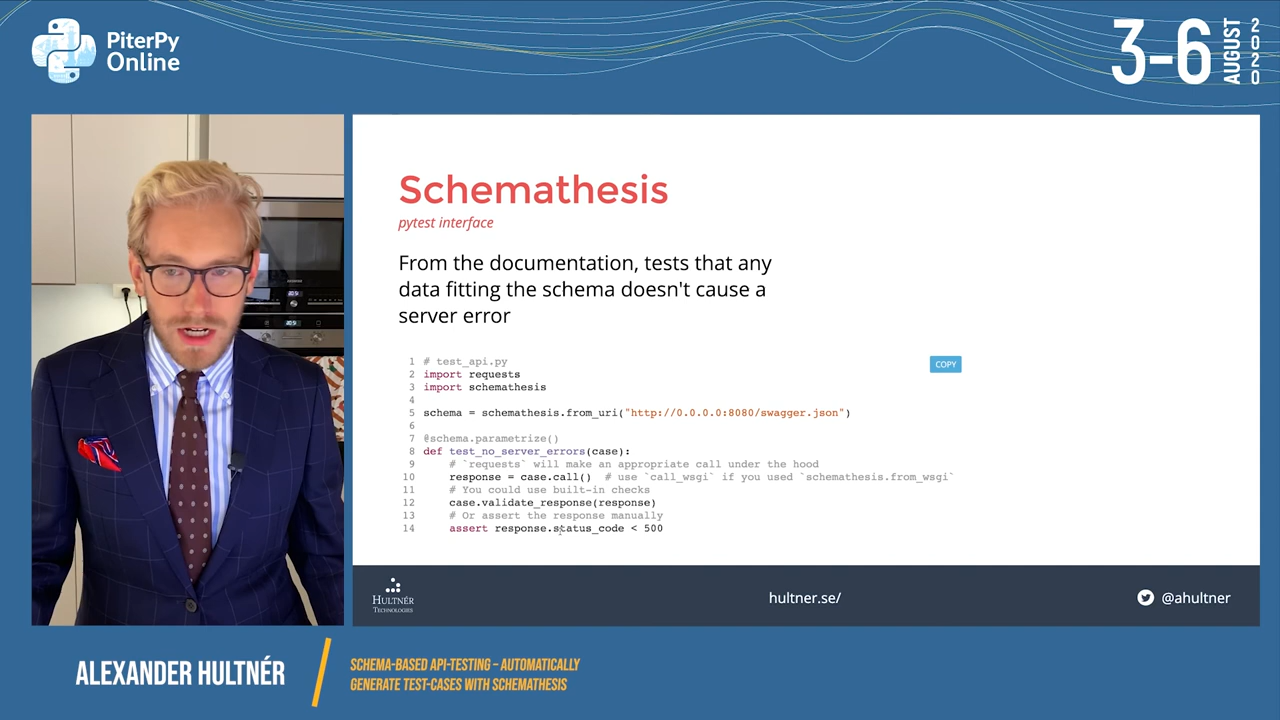 PiterPy
Online
3-6
AUGUST
2020
Schemathesis
pytest interface
From the documentation, tests that any
data fitting the schema doesn't cause a
server error
COPY
1 # test_api.py
2 import requests
3 import schemathesis
4
5 schema = schemathesis.from_uri("http://0.0.0.0:8080/swagger.json")
6
7 @schema.parametrize()
8 def test_no_server_errors(case):
9     # `requests` will make an appropriate call under the hood
10     response = case.call()  # use `call_wsgi` if you used `schemathesis.from_wsgi`
11     # You could use built-in checks
12     case.validate_response(response)
13     # Or assert the response manually
14     assert response.status_code < 500
HULTNÉR
TECHNOLOGIES
hultner.se/
@ahultner
ALEXANDER HULTNÉR
SCHEMA-BASED API-TESTING – AUTOMATICALLY
GENERATE TEST-CASES WITH SCHEMATHESIS